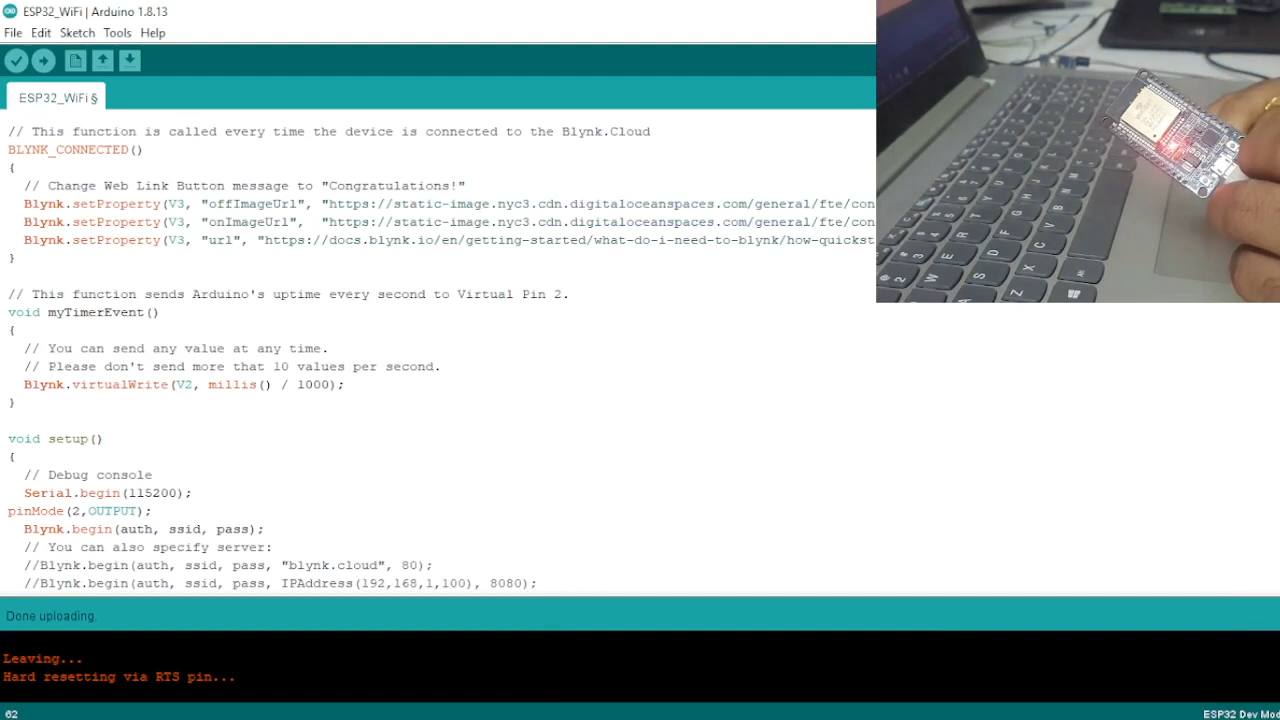 ESP32_WiFi | Arduino 1.8.13
File Edit Sketch Tools Help
ESP32_WiFi §
// This function is called every time the device is connected to the Blynk.Cloud
BLYNK_CONNECTED()
{
// Change Web Link Button message to "Congratulations!"
Blynk.setProperty(V3, "offImageUrl", "https://static-image.nyc3.cdn.digitaloceanspaces.com/general/fte/con
Blynk.setProperty(V3, "onImageUrl", "https://static-image.nyc3.cdn.digitaloceanspaces.com/general/fte/con
Blynk.setProperty(V3, "url", "https://docs.blynk.io/en/getting-started/what-do-i-need-to-blynk/how-quickst
}
// This function sends Arduino's uptime every second to Virtual Pin 2.
void myTimerEvent()
{
// You can send any value at any time.
// Please don't send more that 10 values per second.
Blynk.virtualWrite(V2, millis() / 1000);
}
void setup()
{
// Debug console
Serial.begin(115200);
pinMode(2,OUTPUT);
Blynk.begin(auth, ssid, pass);
// You can also specify server:
//Blynk.begin(auth, ssid, pass, "blynk.cloud", 80);
//Blynk.begin(auth, ssid, pass, IPAddress(192,168,1,100), 8080);
Done uploading.
Leaving...
Hard resetting via RTS pin...
62
ESP32 Dev Mod